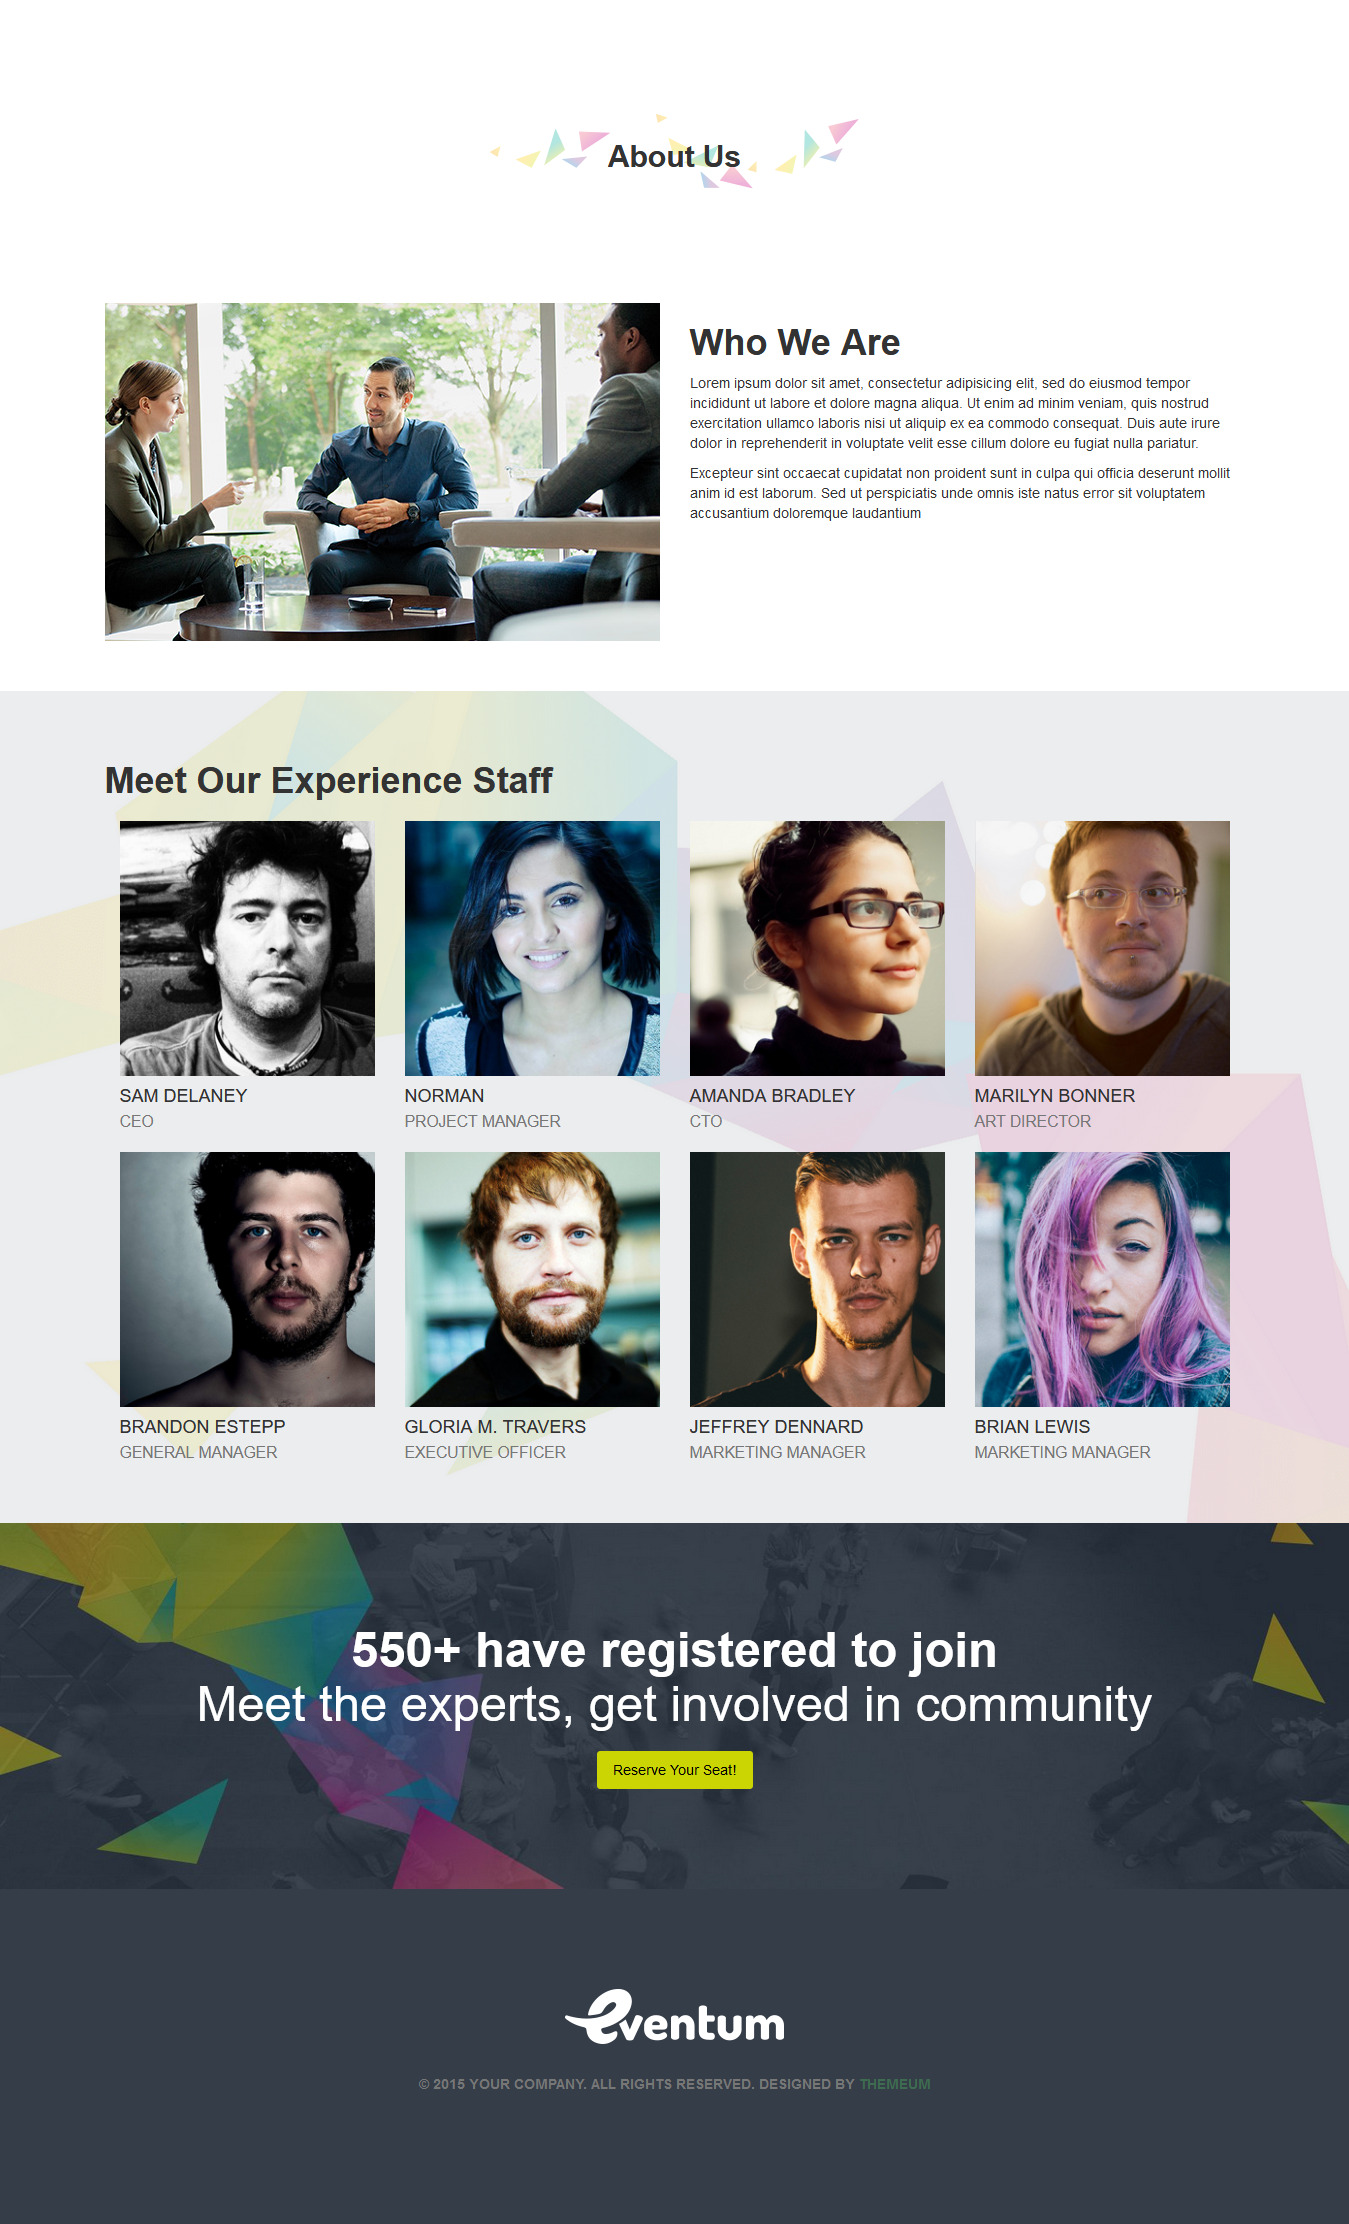 About Us
Who We Are
Lorem ipsum dolor sit amet, consectetur adipisicing elit, sed do eiusmod tempor
incididunt ut labore et dolore magna aliqua. Ut enim ad minim veniam, quis nostrud
exercitation ullamco laboris nisi ut aliquip ex ea commodo consequat. Duis aute irure
dolor in reprehenderit in voluptate velit esse cillum dolore eu fugiat nulla pariatur.
Excepteur sint occaecat cupidatat non proident sunt in culpa qui officia deserunt mollit
anim id est laborum. Sed ut perspiciatis unde omnis iste natus error sit voluptatem
accusantium doloremque laudantium
Meet Our Experience Staff
SAM DELANEY
CEO
NORMAN
PROJECT MANAGER
AMANDA BRADLEY
CTO
MARILYN BONNER
ART DIRECTOR
BRANDON ESTEPP
GENERAL MANAGER
GLORIA M. TRAVERS
EXECUTIVE OFFICER
JEFFREY DENNARD
MARKETING MANAGER
BRIAN LEWIS
MARKETING MANAGER
550+ have registered to join
Meet the experts, get involved in community
Reserve Your Seat!
eventum
© 2015 YOUR COMPANY. ALL RIGHTS RESERVED. DESIGNED BY THEMEUM